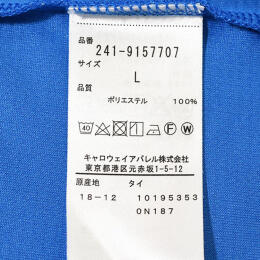 品番
241-9157707
サイズ
L
品質
ポリエステル 100%
40 F W
キャロウェイアパレル株式会社
東京都港区元赤坂1-5-12
原産地 タイ
18-12 10195353
0N187